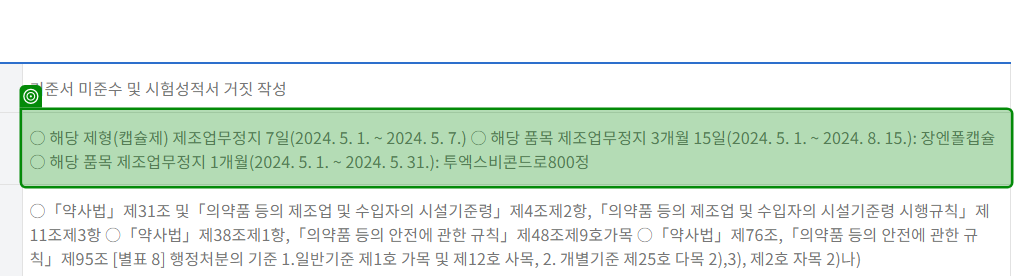 기준서 미준수 및 시험성적서 거짓 작성
○ 해당 제형(캡슐제) 제조업무정지 7일(2024. 5. 1. ~ 2024. 5. 7.) ○ 해당 품목 제조업무정지 3개월 15일(2024. 5. 1. ~ 2024. 8. 15.): 장엔폴캡슐
○ 해당 품목 제조업무정지 1개월(2024. 5. 1. ~ 2024. 5. 31.): 투엑스비콘드로800정
○「약사법」제31조 및「의약품 등의 제조업 및 수입자의 시설기준령」제4조제2항,「의약품 등의 제조업 및 수입자의 시설기준령 시행규칙」제
11조제3항 ○「약사법」제38조제1항,「의약품 등의 안전에 관한 규칙」제48조제9호가목 ○「약사법」제76조,「의약품 등의 안전에 관한 규
칙」제95조 [별표 8] 행정처분의 기준 1.일반기준 제1호 가목 및 제12호 사목, 2. 개별기준 제25호 다목 2),3), 제2호 자목 2)나)